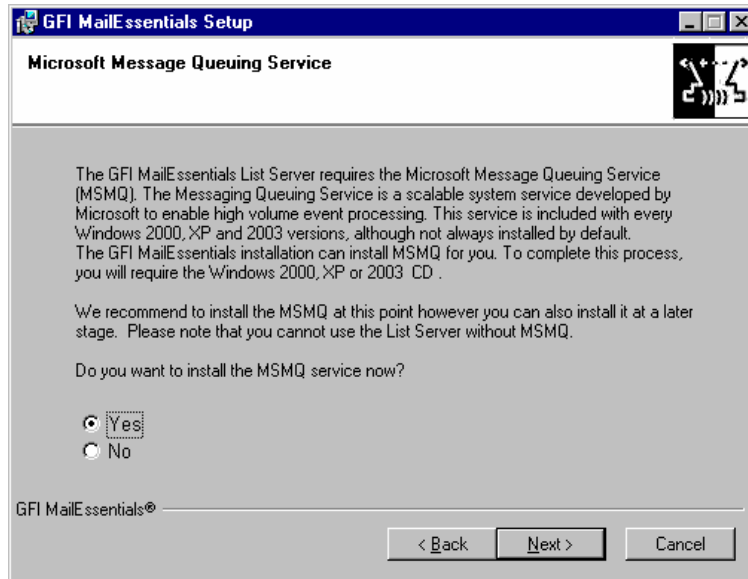 GFI MailEssentials Setup
Microsoft Message Queuing Service
The GFI MailEssentials List Server requires the Microsoft Message Queuing Service
(MSMQ). The Messaging Queuing Service is a scalable system service developed by
Microsoft to enable high volume event processing. This service is included with every
Windows 2000, XP and 2003 versions, although not always installed by default.
The GFI MailEssentials installation can install MSMQ for you. To complete this process,
you will require the Windows 2000, XP or 2003  CD .
We recommend to install the MSMQ at this point however you can also install it at a later
stage.  Please note that you cannot use the List Server without MSMQ.
Do you want to install the MSMQ service now?
Yes
No
GFI MailEssentials®
< Back Next > Cancel